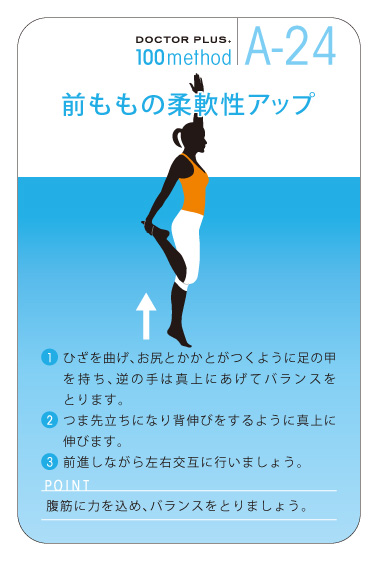 DOCTOR PLUS.
100method
A-24
前ももの柔軟性アップ
1 ひざを曲げ、お尻とかかとがつくように足の甲
を持ち、逆の手は真上にあげてバランスを
とります。
2 つま先立ちになり背伸びをするように真上に
伸びます。
3 前進しながら左右交互に行いましょう。
POINT
腹筋に力を込め、バランスをとりましょう。